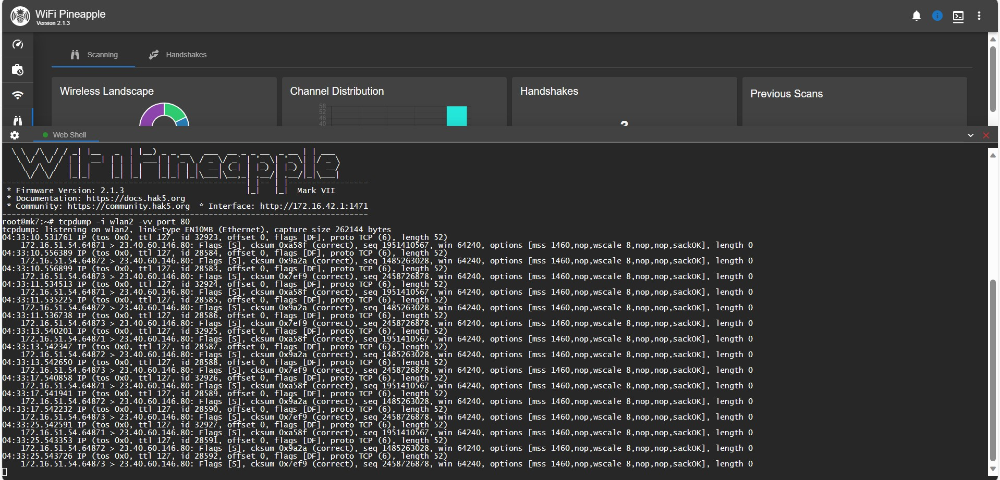 WiFi Pineapple
Version 2.1.3
Scanning
Handshakes
Wireless Landscape
Channel Distribution
Handshakes
Previous Scans
58
52
46
40
3
Web Shell
WiFi Pineapple
* Firmware Version: 2.1.3 Mark VII
* Documentation: https://docs.hak5.org
* Community: https://community.hak5.org * Interface: http://172.16.42.1:1471
root@mk7:~# tcpdump -i wlan2 -vv port 80
tcpdump: listening on wlan2, link-type EN10MB (Ethernet), capture size 262144 bytes
04:33:10.531761 IP (tos 0x0, ttl 127, id 32923, offset 0, flags [DF], proto TCP (6), length 52)
172.16.51.54.64871 > 23.40.60.146.80: Flags [S], cksum 0xa58f (correct), seq 1951410567, win 64240, options [mss 1460,nop,wscale 8,nop,nop,sackOK], length 0
04:33:10.556389 IP (tos 0x0, ttl 127, id 28584, offset 0, flags [DF], proto TCP (6), length 52)
172.16.51.54.64872 > 23.40.60.146.80: Flags [S], cksum 0x9a2a (correct), seq 1485263028, win 64240, options [mss 1460,nop,wscale 8,nop,nop,sackOK], length 0
04:33:10.556899 IP (tos 0x0, ttl 127, id 28583, offset 0, flags [DF], proto TCP (6), length 52)
172.16.51.54.64873 > 23.40.60.146.80: Flags [S], cksum 0x7ef9 (correct), seq 2458726878, win 64240, options [mss 1460,nop,wscale 8,nop,nop,sackOK], length 0
04:33:11.534513 IP (tos 0x0, ttl 127, id 32924, offset 0, flags [DF], proto TCP (6), length 52)
172.16.51.54.64871 > 23.40.60.146.80: Flags [S], cksum 0xa58f (correct), seq 1951410567, win 64240, options [mss 1460,nop,wscale 8,nop,nop,sackOK], length 0
04:33:11.535225 IP (tos 0x0, ttl 127, id 28585, offset 0, flags [DF], proto TCP (6), length 52)
172.16.51.54.64872 > 23.40.60.146.80: Flags [S], cksum 0x9a2a (correct), seq 1485263028, win 64240, options [mss 1460,nop,wscale 8,nop,nop,sackOK], length 0
04:33:11.536738 IP (tos 0x0, ttl 127, id 28586, offset 0, flags [DF], proto TCP (6), length 52)
172.16.51.54.64873 > 23.40.60.146.80: Flags [S], cksum 0x7ef9 (correct), seq 2458726878, win 64240, options [mss 1460,nop,wscale 8,nop,nop,sackOK], length 0
04:33:13.540201 IP (tos 0x0, ttl 127, id 32925, offset 0, flags [DF], proto TCP (6), length 52)
172.16.51.54.64871 > 23.40.60.146.80: Flags [S], cksum 0xa58f (correct), seq 1951410567, win 64240, options [mss 1460,nop,wscale 8,nop,nop,sackOK], length 0
04:33:13.542347 IP (tos 0x0, ttl 127, id 28587, offset 0, flags [DF], proto TCP (6), length 52)
172.16.51.54.64872 > 23.40.60.146.80: Flags [S], cksum 0x9a2a (correct), seq 1485263028, win 64240, options [mss 1460,nop,wscale 8,nop,nop,sackOK], length 0
04:33:13.542650 IP (tos 0x0, ttl 127, id 28588, offset 0, flags [DF], proto TCP (6), length 52)
172.16.51.54.64873 > 23.40.60.146.80: Flags [S], cksum 0x7ef9 (correct), seq 2458726878, win 64240, options [mss 1460,nop,wscale 8,nop,nop,sackOK], length 0
04:33:17.540858 IP (tos 0x0, ttl 127, id 32926, offset 0, flags [DF], proto TCP (6), length 52)
172.16.51.54.64871 > 23.40.60.146.80: Flags [S], cksum 0xa58f (correct), seq 1951410567, win 64240, options [mss 1460,nop,wscale 8,nop,nop,sackOK], length 0
04:33:17.541941 IP (tos 0x0, ttl 127, id 28589, offset 0, flags [DF], proto TCP (6), length 52)
172.16.51.54.64872 > 23.40.60.146.80: Flags [S], cksum 0x9a2a (correct), seq 1485263028, win 64240, options [mss 1460,nop,wscale 8,nop,nop,sackOK], length 0
04:33:17.542232 IP (tos 0x0, ttl 127, id 28590, offset 0, flags [DF], proto TCP (6), length 52)
172.16.51.54.64873 > 23.40.60.146.80: Flags [S], cksum 0x7ef9 (correct), seq 2458726878, win 64240, options [mss 1460,nop,wscale 8,nop,nop,sackOK], length 0
04:33:25.542591 IP (tos 0x0, ttl 127, id 32927, offset 0, flags [DF], proto TCP (6), length 52)
172.16.51.54.64871 > 23.40.60.146.80: Flags [S], cksum 0xa58f (correct), seq 1951410567, win 64240, options [mss 1460,nop,wscale 8,nop,nop,sackOK], length 0
04:33:25.543353 IP (tos 0x0, ttl 127, id 28591, offset 0, flags [DF], proto TCP (6), length 52)
172.16.51.54.64872 > 23.40.60.146.80: Flags [S], cksum 0x9a2a (correct), seq 1485263028, win 64240, options [mss 1460,nop,wscale 8,nop,nop,sackOK], length 0
04:33:25.543726 IP (tos 0x0, ttl 127, id 28592, offset 0, flags [DF], proto TCP (6), length 52)
172.16.51.54.64873 > 23.40.60.146.80: Flags [S], cksum 0x7ef9 (correct), seq 2458726878, win 64240, options [mss 1460,nop,wscale 8,nop,nop,sackOK], length 0